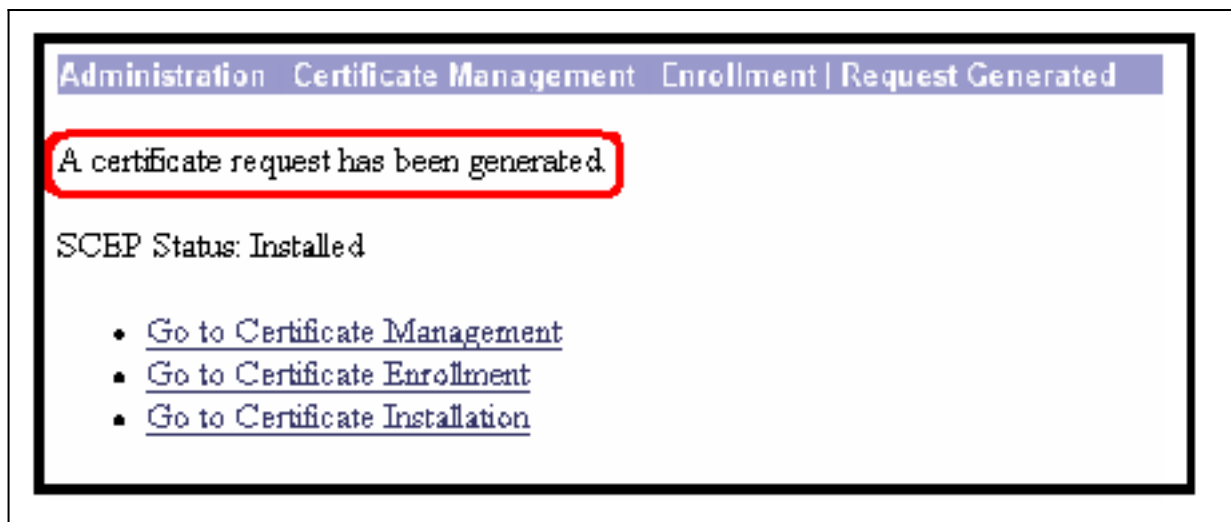 Administration Certificate Management Enrollment | Request Generated
A certificate request has been generated.
SCEP Status: Installed
• Go to Certificate Management
• Go to Certificate Enrollment
• Go to Certificate Installation